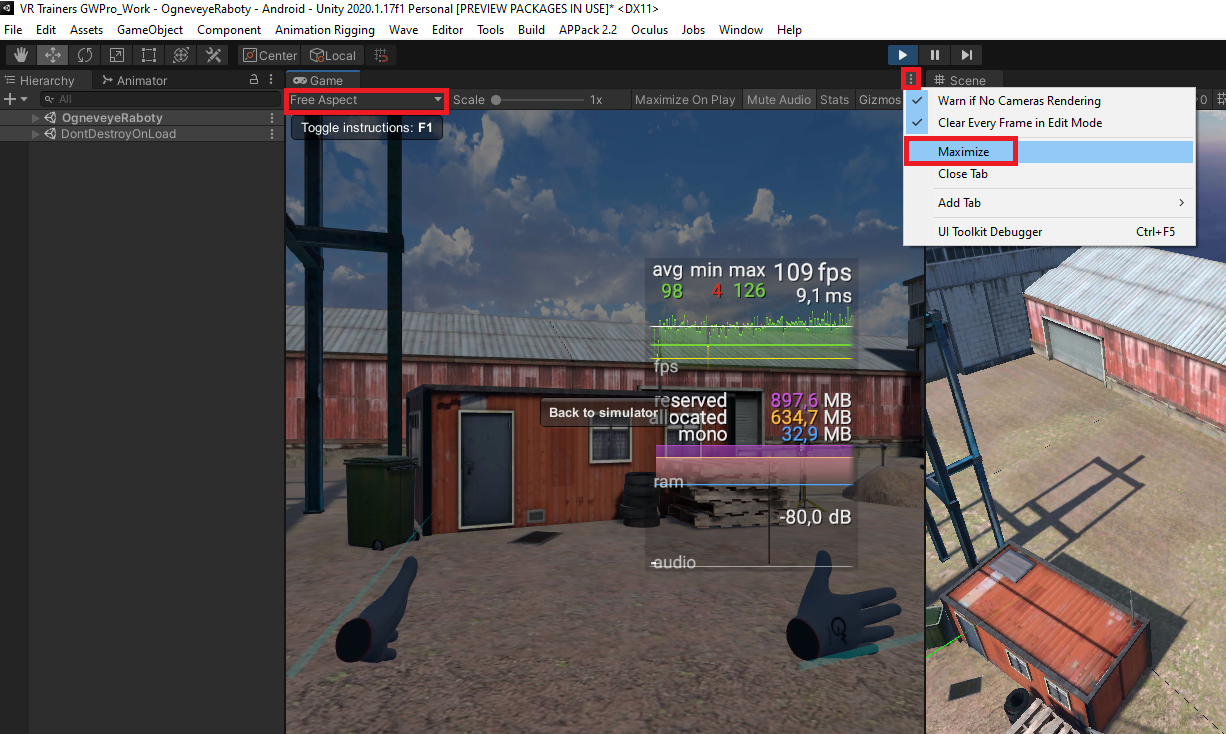 VR Trainers GWPro_Work - OgneveyeRaboty - Android - Unity 2020.1.17f1 Personal [PREVIEW PACKAGES IN USE]* <DX11>
File Edit Assets GameObject Component Animation Rigging Wave Editor Tools Build APPack 2.2 Oculus Jobs Window Help
Center Local
Hierarchy Animator Game Scene
All Free Aspect Scale 1x Maximize On Play Mute Audio Stats Gizmos 0
Warn if No Cameras Rendering
Clear Every Frame in Edit Mode
Maximize
Close Tab
Add Tab
UI Toolkit Debugger Ctrl+F5
OgneveyeRaboty
DontDestroyOnLoad
Toggle instructions: F1
avg min max 109 fps
98 4 126 9,1 ms
fps
Back to simulator
reserved 897,6 MB
allocated 634,7 MB
mono 32,9 MB
ram
-80,0 dB
audio